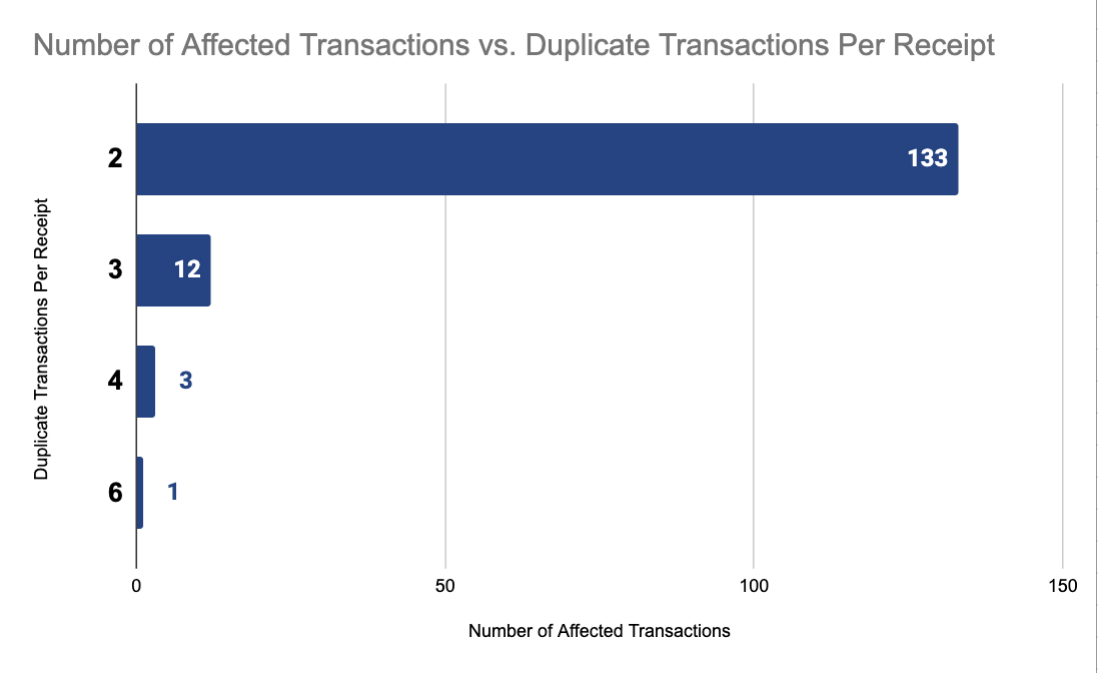 Number of Affected Transactions vs. Duplicate Transactions Per Receipt
Duplicate Transactions Per Receipt
2 133
3 12
4 3
6 1
0 50 100 150
Number of Affected Transactions